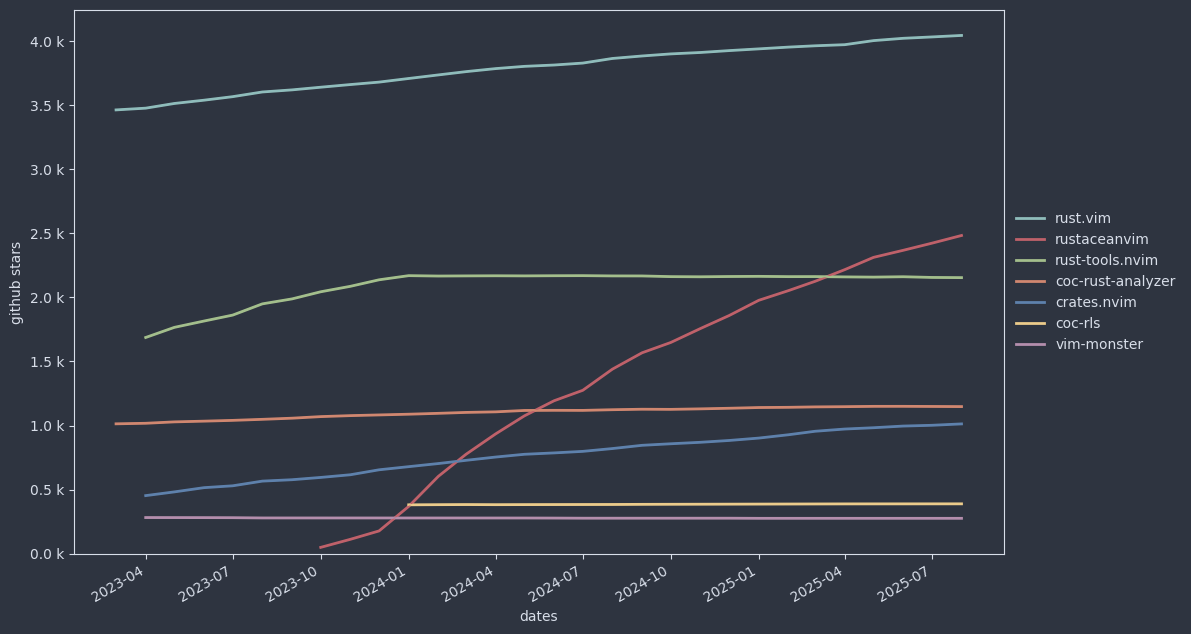 4.0 k
3.5 k
3.0 k
2.5 k
2.0 k
1.5 k
1.0 k
0.5 k
0.0 k
github stars
2023-04
2023-07
2023-10
2024-01
2024-04
2024-07
2024-10
2025-01
2025-04
2025-07
dates
rust.vim
rustaceanvim
rust-tools.nvim
coc-rust-analyzer
crates.nvim
coc-rls
vim-monster